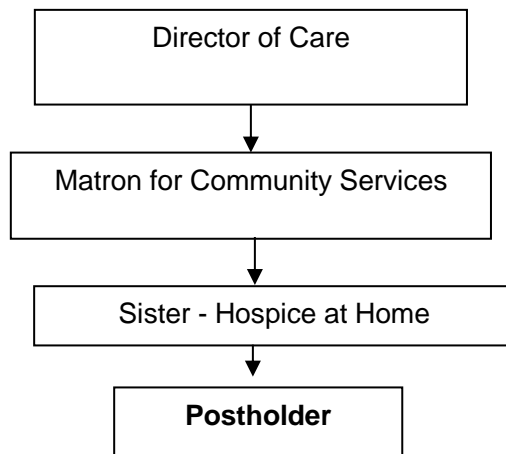 Director of Care
Matron for Community Services
Sister - Hospice at Home
Postholder